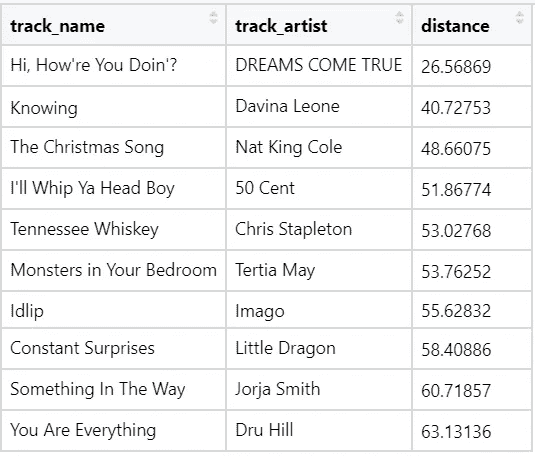 track_name track_artist distance
Hi, How're You Doin'? DREAMS COME TRUE 26.56869
Knowing Davina Leone 40.72753
The Christmas Song Nat King Cole 48.66075
I'll Whip Ya Head Boy 50 Cent 51.86774
Tennessee Whiskey Chris Stapleton 53.02768
Monsters in Your Bedroom Tertia May 53.76252
Idlip Imago 55.62832
Constant Surprises Little Dragon 58.40886
Something In The Way Jorja Smith 60.71857
You Are Everything Dru Hill 63.13136